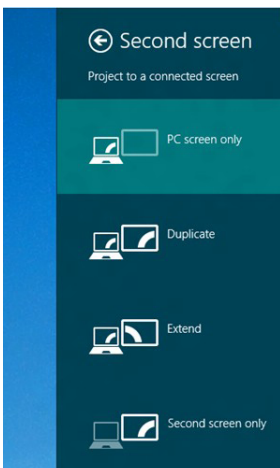 Second screen
Project to a connected screen
PC screen only
Duplicate
Extend
Second screen only